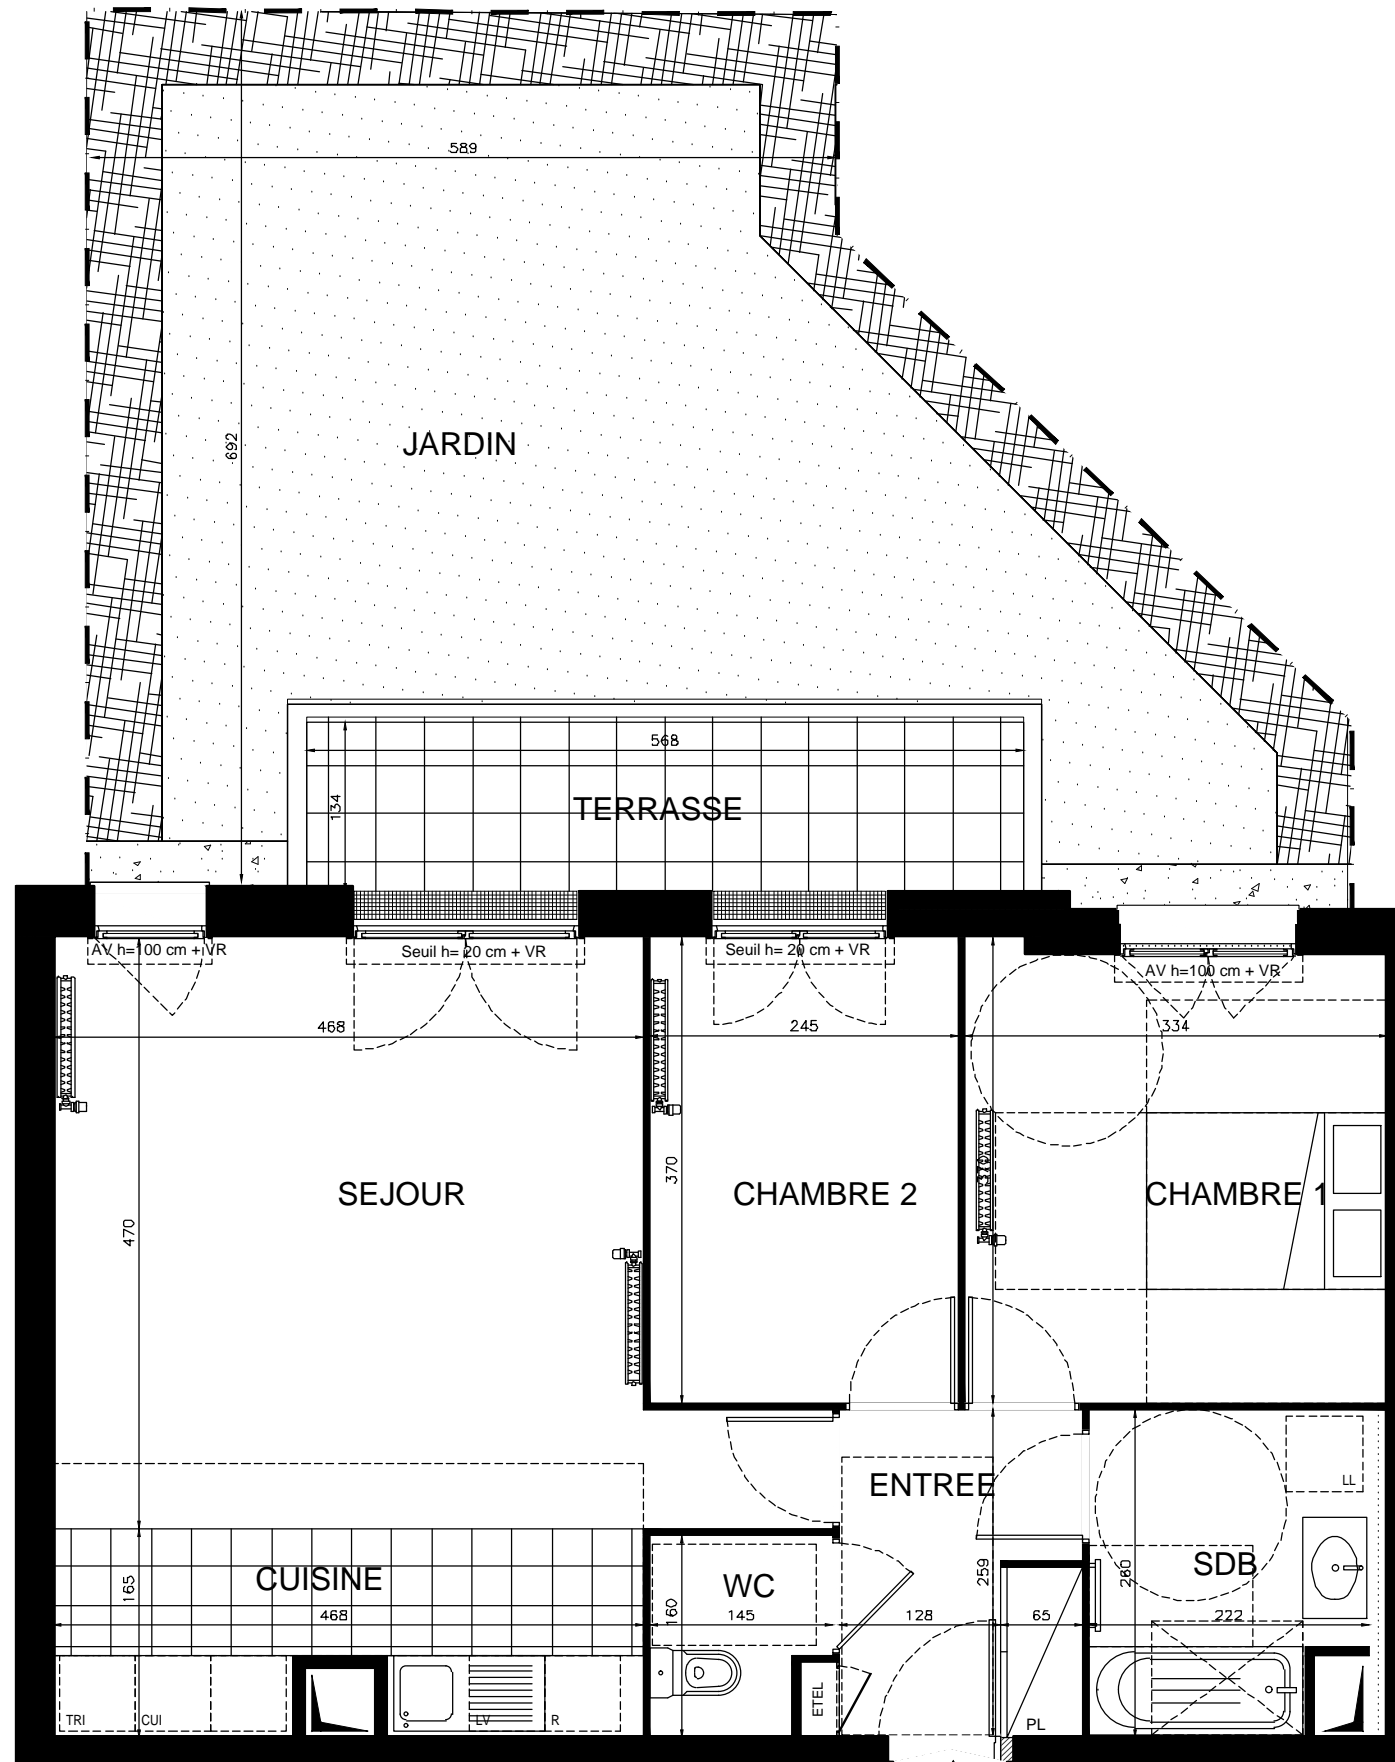 589
692
JARDIN
568
134
TERRASSE
AV h=100 cm + VR
Seuil h= 20 cm + VR
Seuil h= 20 cm + VR
AV h=100 cm + VR
468
245
334
370
370
SEJOUR
CHAMBRE 2
CHAMBRE 1
470
ENTREE
LL
CUISINE
WC
SDB
165
160
259
260
468
145
128
65
222
TRI
CUI
LV
R
ETEL
PL